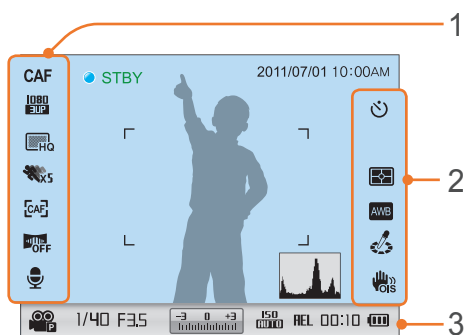 1
CAF
STBY
2011/07/01 10:00AM
1080
30P
HQ
x5
CAF
OFF
AWB
OIS
2
P
1/40 F3.5
-3 0 +3
ISO
AUTO
REL 00:10
3